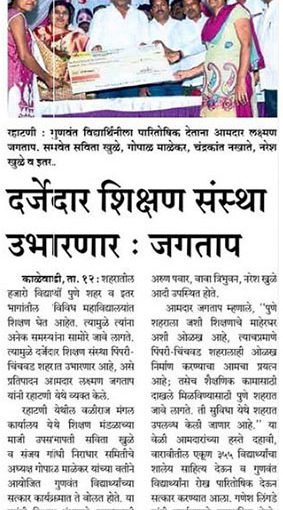 रहाटणी : गुणवंत विद्यार्थिनीला पारितोषिक देताना आमदार लक्ष्मण
जगताप. समवेत सविता खुळे, गोपाळ माळेकर, चंद्रकांत नखाते, नरेश
खुळे व इतर.
दर्जेदार शिक्षण संस्था
उभारणार : जगताप
काळेवाडी, ता. १२ : शहरातील
हजारो विद्यार्थी पुणे शहर व इतर
भागांतील विविध महाविद्यालयांत
शिक्षण घेत आहेत. त्यामुळे त्यांना
अनेक समस्यांना सामोरे जावे लागते.
त्यामुळे दर्जेदार शिक्षण संस्था पिंपरी-
चिंचवड शहरात उभारणार आहे, असे
प्रतिपादन आमदार लक्ष्मण जगताप
यांनी रहाटणी येथे व्यक्त केले.
रहाटणी येथील वळीराज मंगल
कार्यालय येथे शिक्षण मंडळाच्या
माजी उपसभापती सविता खुळे
व संजय गांधी निराधार समितीचे
अध्यक्ष गोपाळ माळेकर यांच्या वतीने
आयोजित गुणवंत विद्यार्थ्यांच्या
सत्कार कार्यक्रमात ते बोलत होते. या
अरुण पवार, बाबा त्रिभुवन, नरेश खुळे
आदी उपस्थित होते.
आमदार जगताप म्हणाले, ''पुणे
शहराला जशी शिक्षणाचे माहेरघर
अशी ओळख आहे, त्याचप्रमाणे
पिंपरी-चिंचवड शहरालाही ओळख
निर्माण करण्याचा आमचा प्रयत्न
आहे; तसेच शैक्षणिक कामासाठी
दाखले मिळविण्यासाठी पुणे शहरात
जावे लागते. ती सुविधा येथे शहरात
उपलब्ध केली जाणार आहे.'' या
वेळी आमदारांच्या हस्ते दहावी,
बारावीतील एकूण ३५५ विद्यार्थ्यांचा
शालेय साहित्य देऊन व गुणवंत
विद्यार्थ्यांना रोख पारितोषिक देऊन
सत्कार करण्यात आला. गणेश लिंगडे